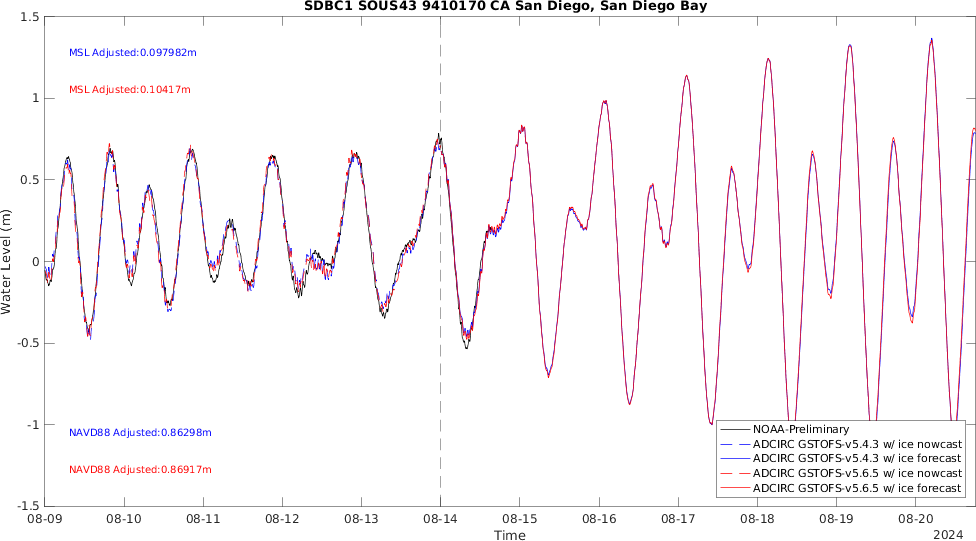 SDBC1 SOUS43 9410170 CA San Diego, San Diego Bay
1.5
MSL Adjusted:0.097982m
MSL Adjusted:0.10417m
1
0.5
Water Level (m)
0
-0.5
-1
NAVD88 Adjusted:0.86298m
NAVD88 Adjusted:0.86917m
NOAA-Preliminary
ADCIRC GSTOFS-v5.4.3 w/ ice nowcast
ADCIRC GSTOFS-v5.4.3 w/ ice forecast
ADCIRC GSTOFS-v5.6.5 w/ ice nowcast
ADCIRC GSTOFS-v5.6.5 w/ ice forecast
-1.5
08-09 08-10 08-11 08-12 08-13 08-14 08-15 08-16 08-17 08-18 08-19 08-20
Time
2024